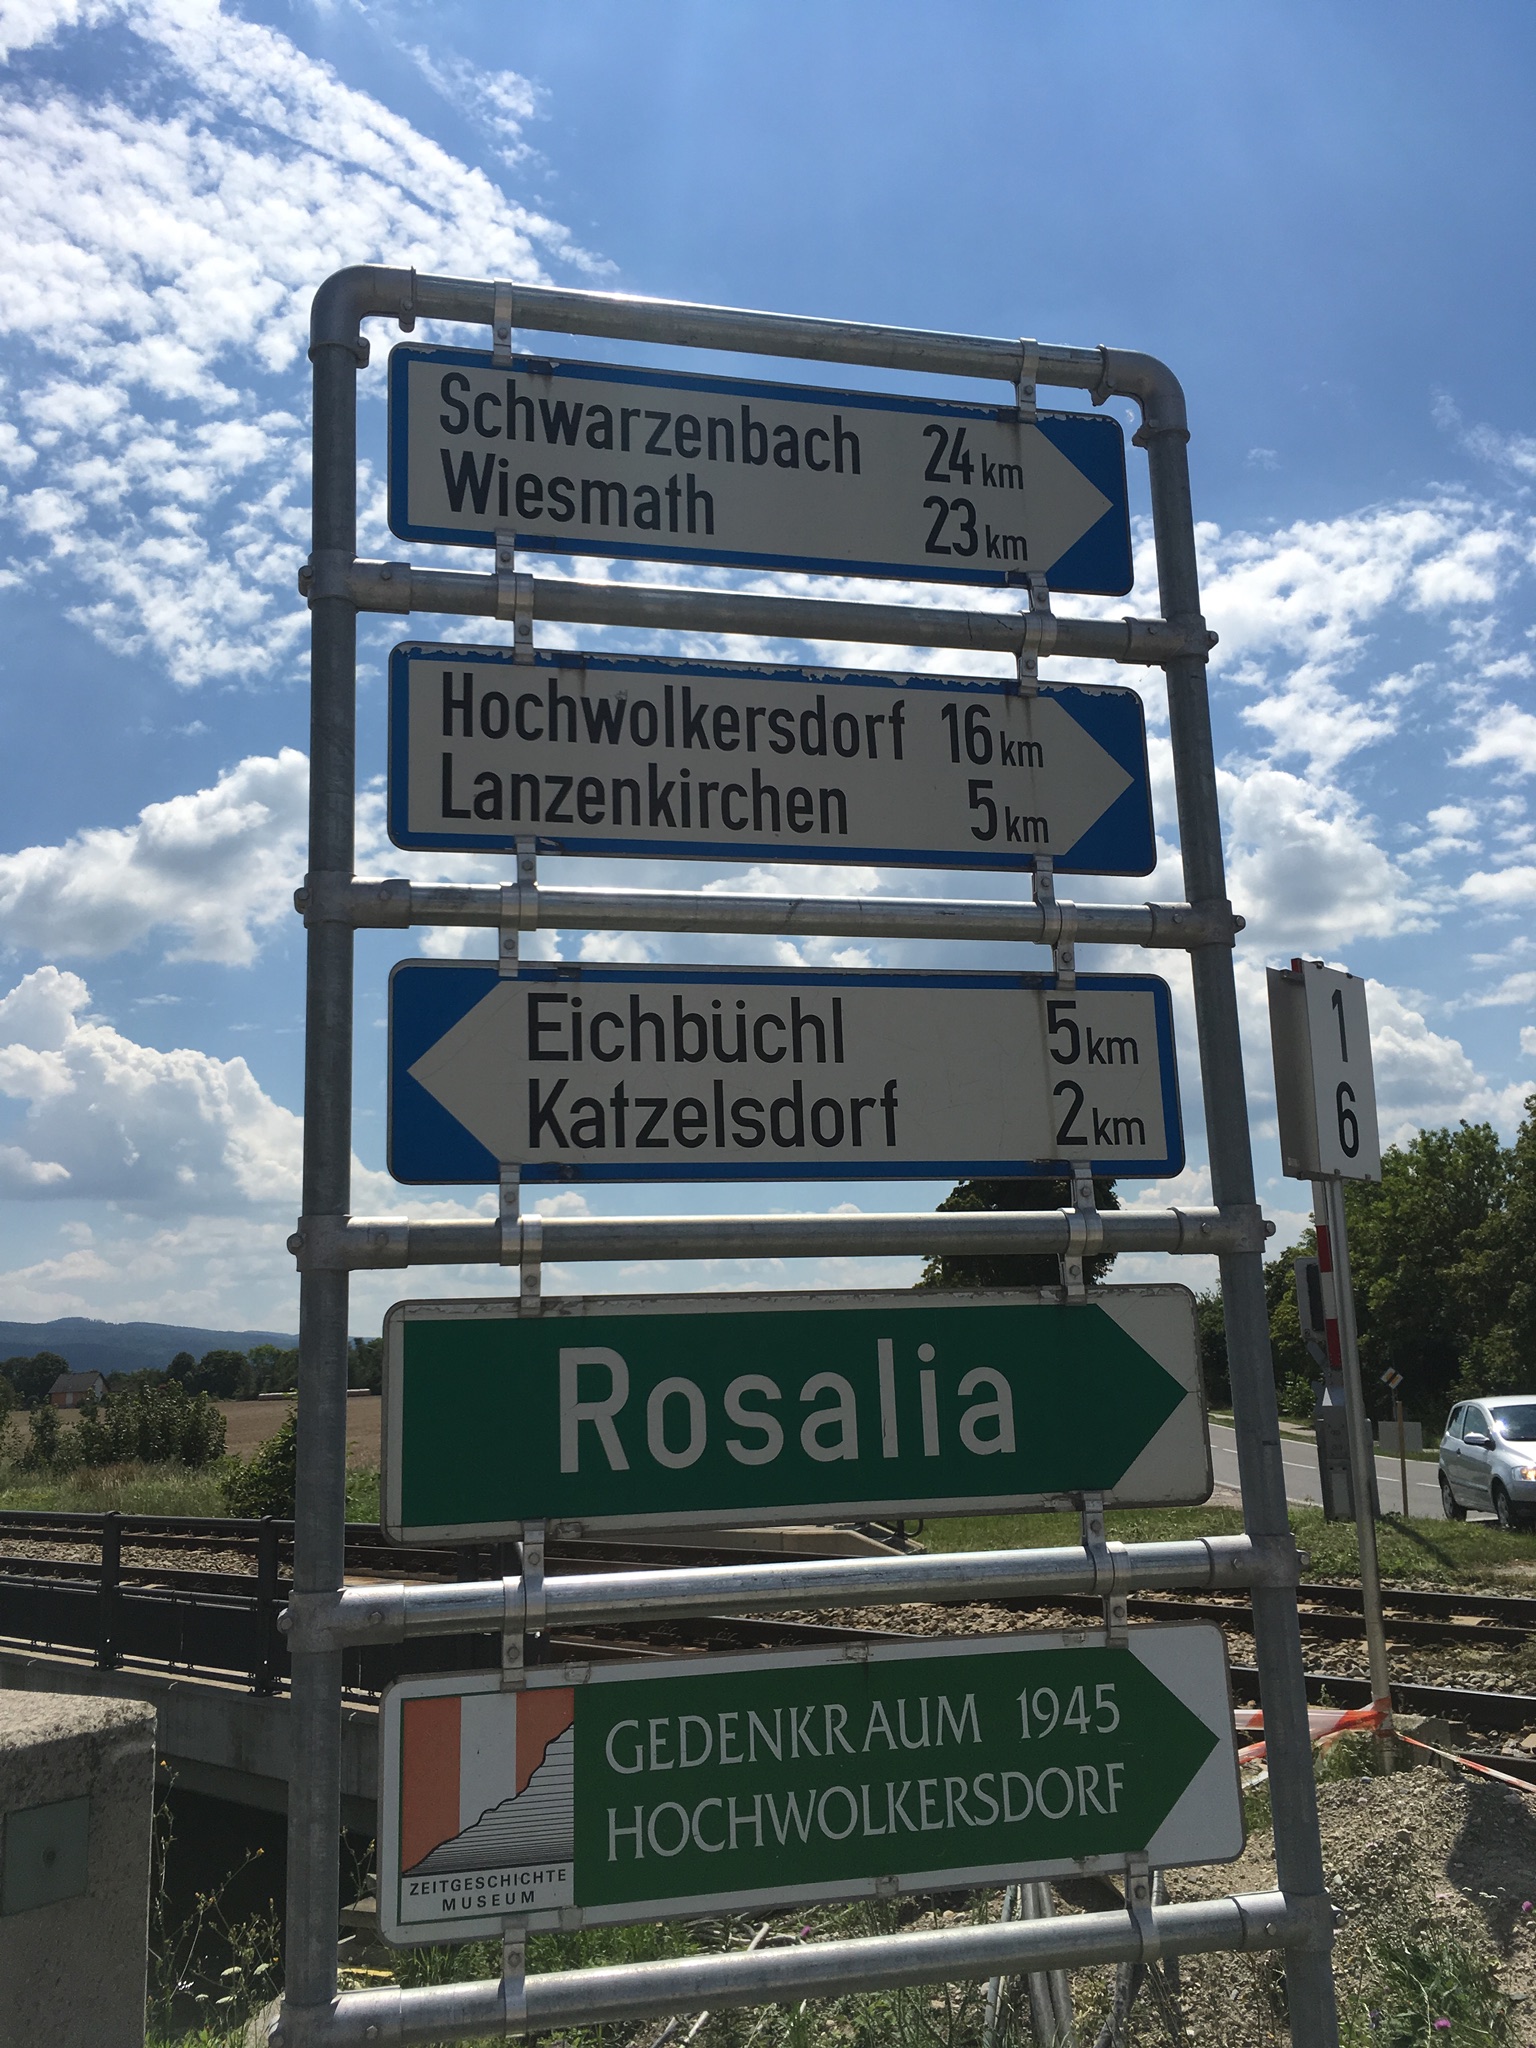 Schwarzenbach 24 km
Wiesmath 23 km
Hochwolkersdorf 16 km
Lanzenkirchen 5 km
Eichbüchl 5 km
Katzelsdorf 2 km
1
6
Rosalia
GEDENKRAUM 1945
HOCHWOLKERSDORF
ZEITGESCHICHTE
MUSEUM